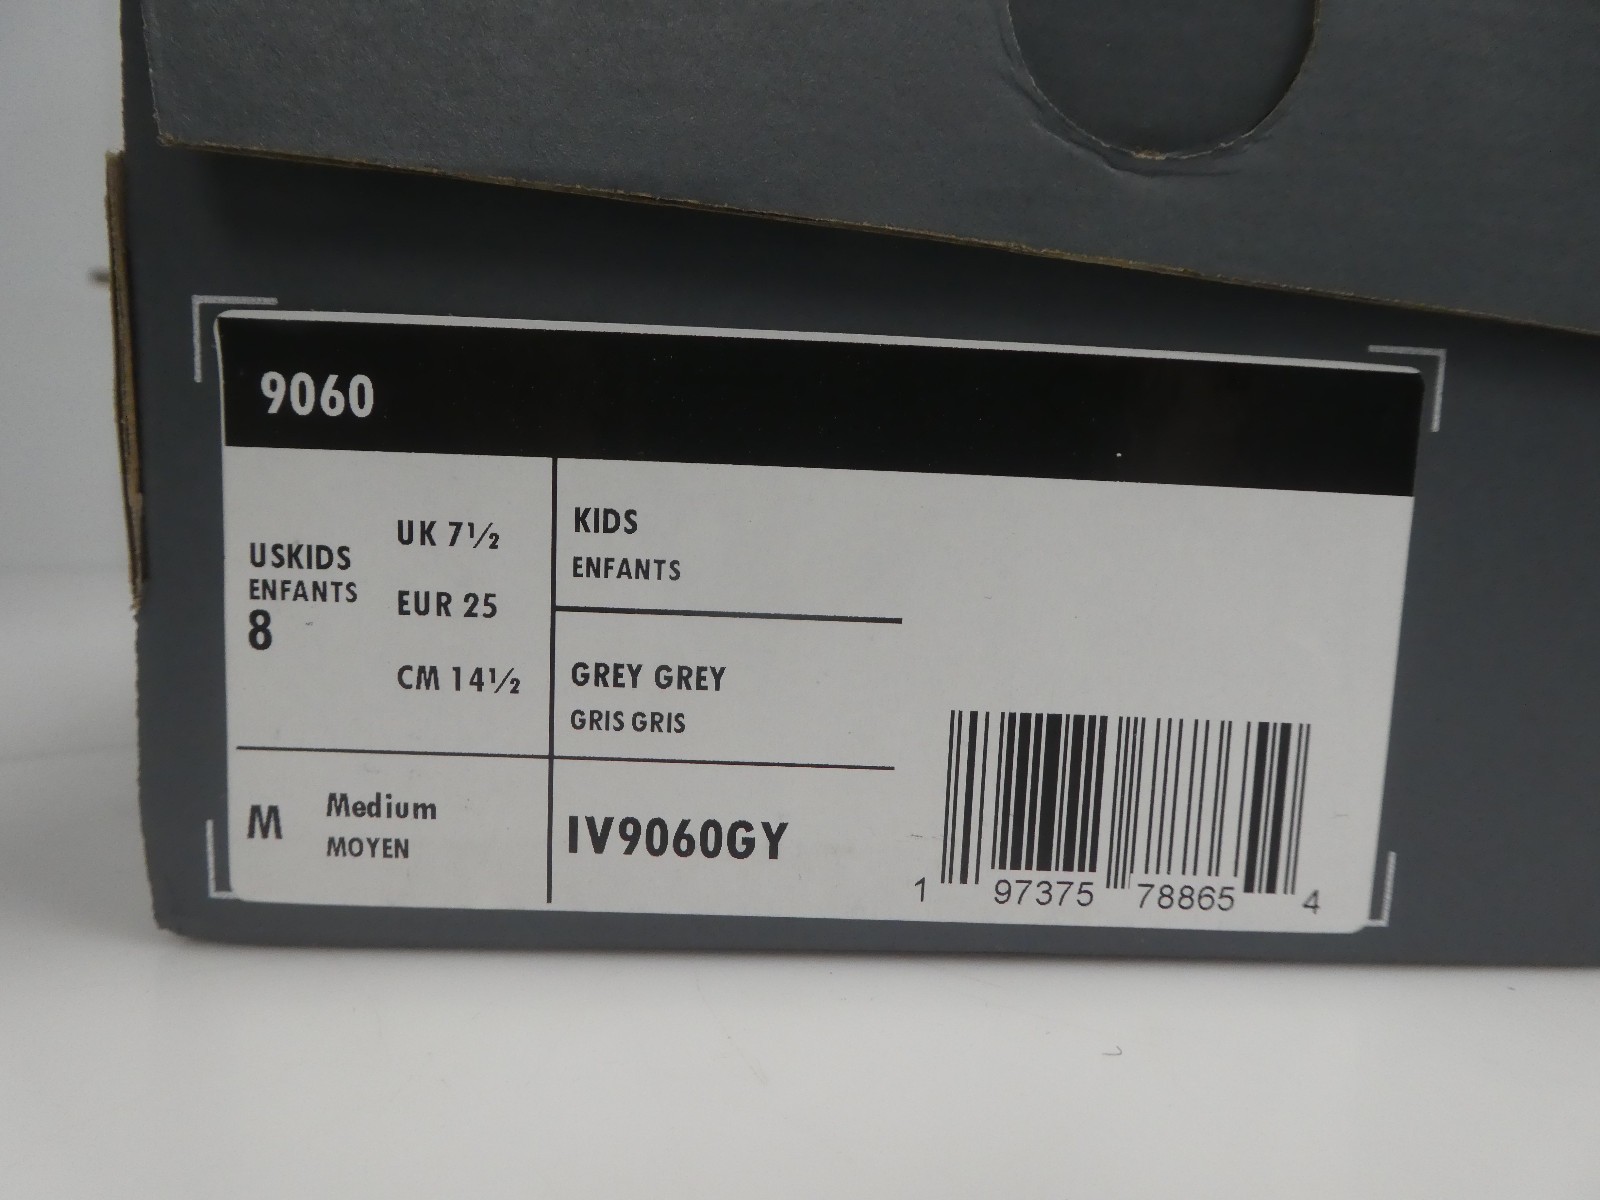 9060
USKIDS
ENFANTS
8
UK 7½
EUR 25
CM 14½
KIDS
ENFANTS
GREY GREY
GRIS GRIS
M
Medium
MOYEN
IV9060GY
1 97375 78865 4